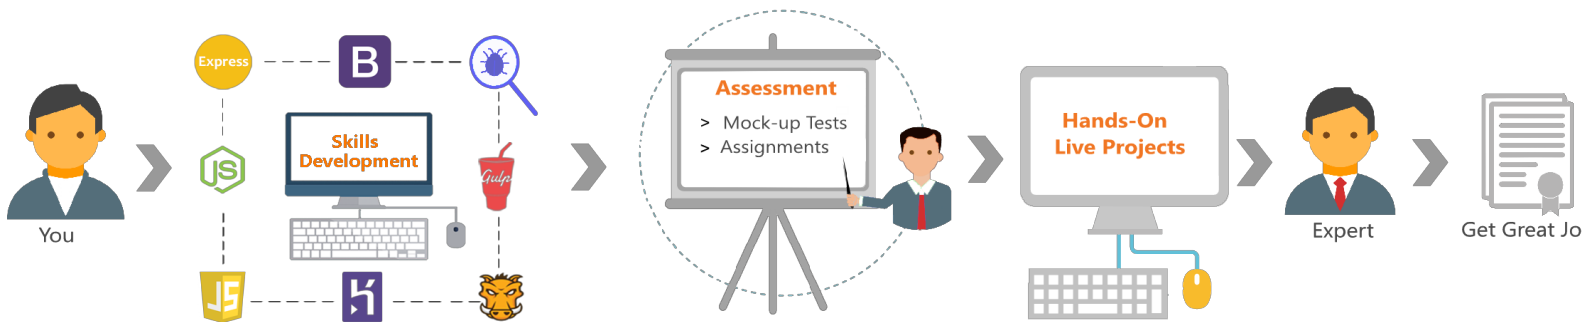 You
Express
B
JS
Skills
Development
Gulp
JS
Assessment
> Mock-up Tests
> Assignments
Hands-On
Live Projects
Expert
Get Great Jo